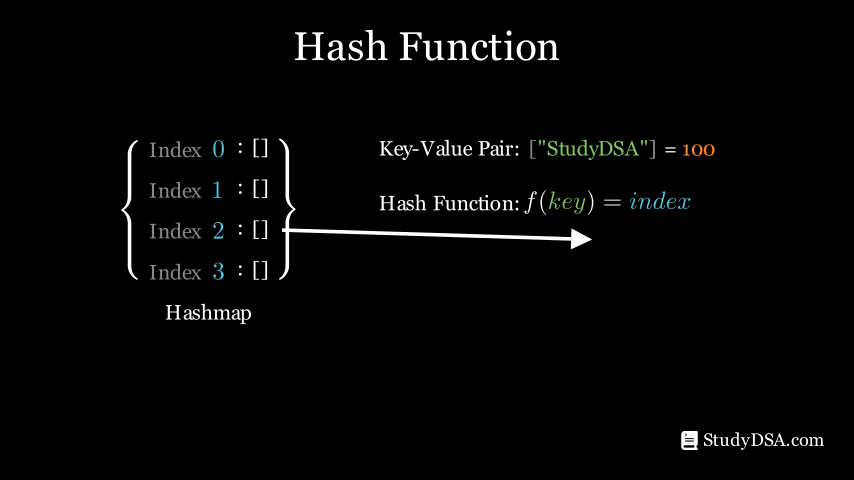 Hash Function
Index 0 : []
Index 1 : []
Index 2 : []
Index 3 : []
Hashmap
Key-Value Pair: ["StudyDSA"] = 100
Hash Function: f(key) = index
StudyDSA.com